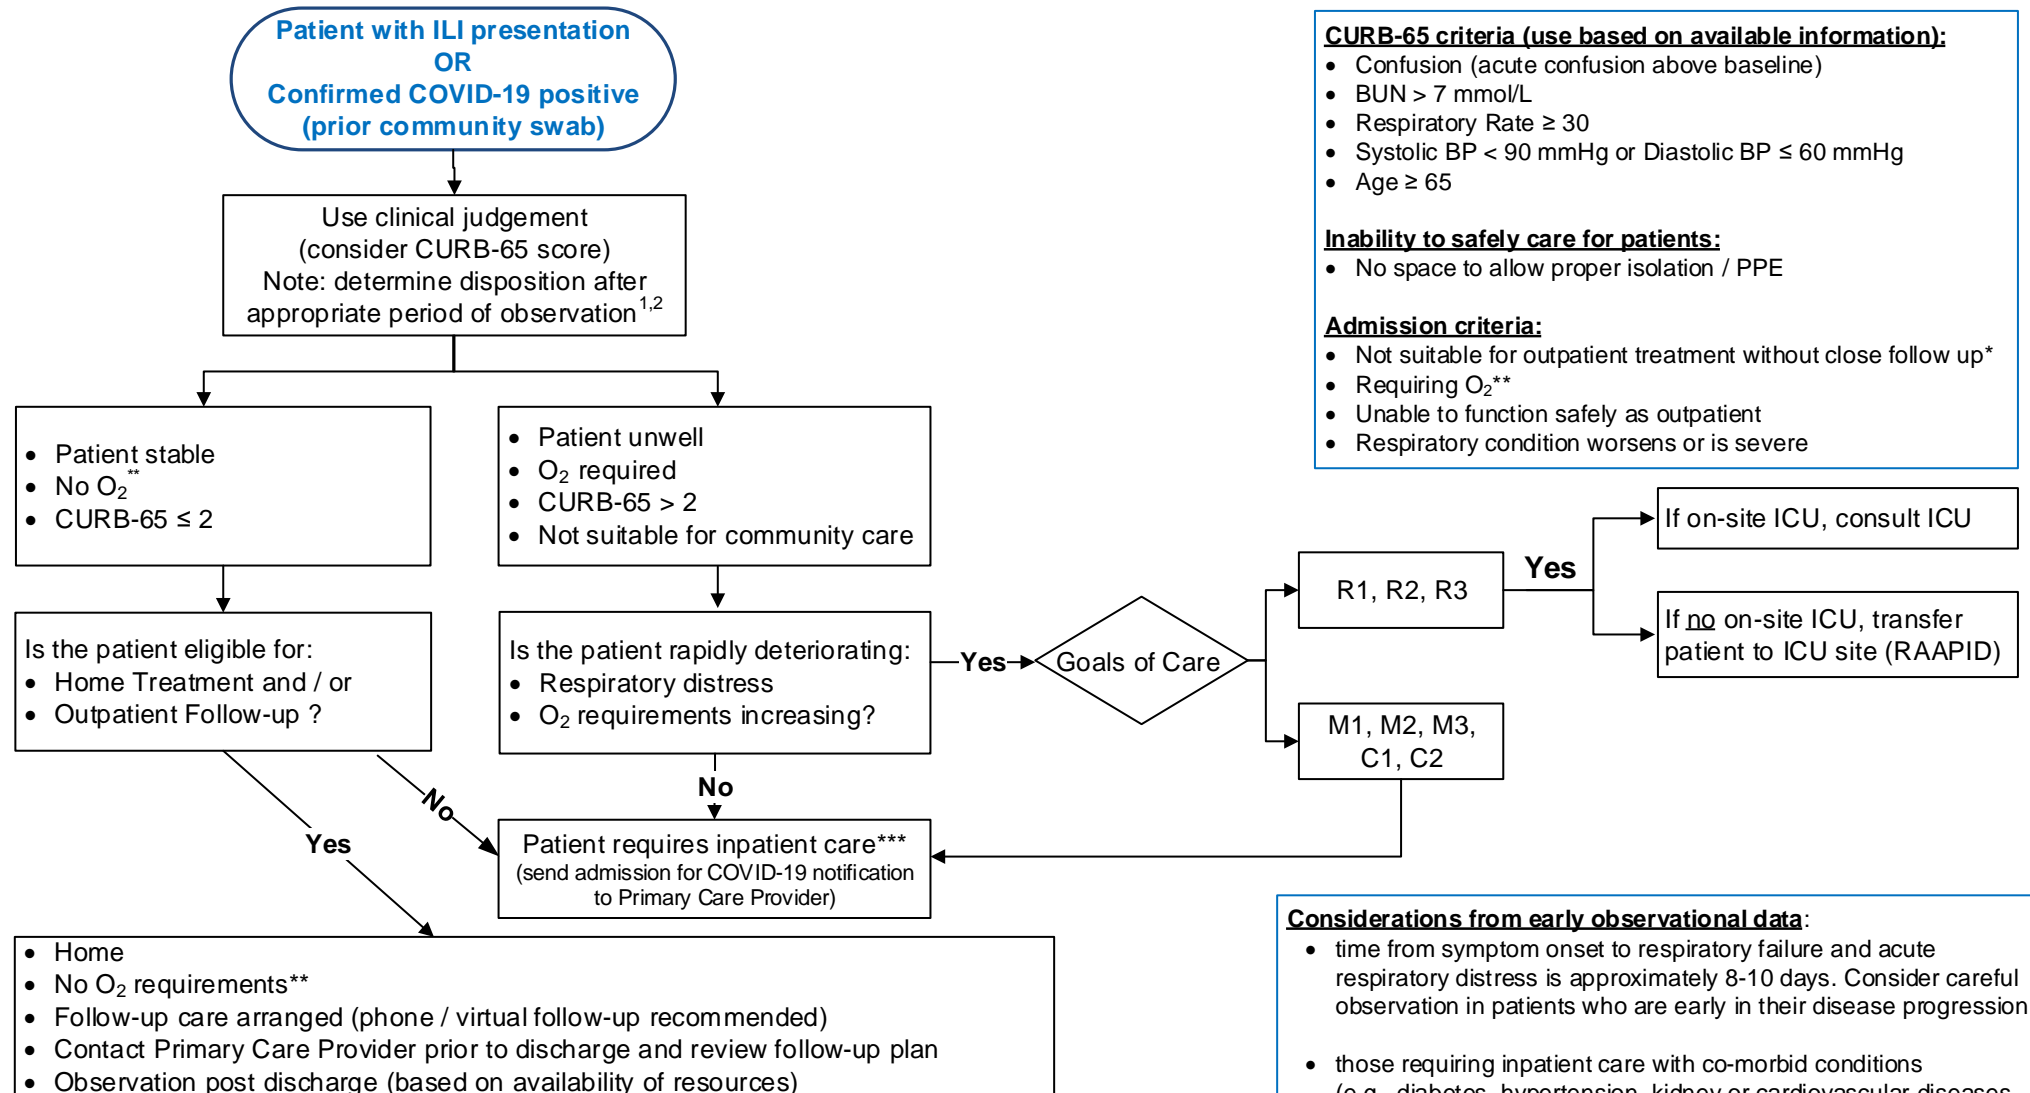 Patient with ILI presentation
OR
Confirmed COVID-19 positive
(prior community swab)
Use clinical judgement
(consider CURB-65 score)
Note: determine disposition after
appropriate period of observation1,2
• Patient stable
• No O2**
• CURB-65 ≤ 2
• Patient unwell
• O2 required
• CURB-65 > 2
• Not suitable for community care
Is the patient eligible for:
• Home Treatment and / or
• Outpatient Follow-up ?
Is the patient rapidly deteriorating:
• Respiratory distress
• O2 requirements increasing?
Yes
Goals of Care
R1, R2, R3
Yes
If on-site ICU, consult ICU
If no on-site ICU, transfer
patient to ICU site (RAAPID)
M1, M2, M3,
C1, C2
No
No
Yes
Patient requires inpatient care***
(send admission for COVID-19 notification
to Primary Care Provider)
• Home
• No O2 requirements**
• Follow-up care arranged (phone / virtual follow-up recommended)
• Contact Primary Care Provider prior to discharge and review follow-up plan
• Observation post discharge (based on availability of resources)
CURB-65 criteria (use based on available information):
• Confusion (acute confusion above baseline)
• BUN > 7 mmol/L
• Respiratory Rate ≥ 30
• Systolic BP < 90 mmHg or Diastolic BP ≤ 60 mmHg
• Age ≥ 65
Inability to safely care for patients:
• No space to allow proper isolation / PPE
Admission criteria:
• Not suitable for outpatient treatment without close follow up*
• Requiring O2**
• Unable to function safely as outpatient
• Respiratory condition worsens or is severe
Considerations from early observational data:
• time from symptom onset to respiratory failure and acute
respiratory distress is approximately 8-10 days. Consider careful
observation in patients who are early in their disease progression
• those requiring inpatient care with co-morbid conditions
(e.g., diabetes, hypertension, kidney or cardiovascular diseases